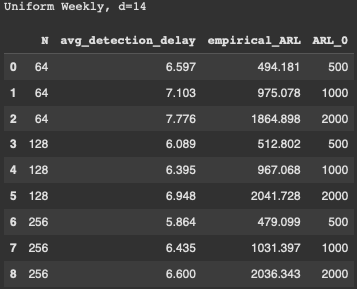 Uniform Weekly, d=14
N avg_detection_delay empirical_ARL ARL_0
0 64 6.597 494.181 500
1 64 7.103 975.078 1000
2 64 7.776 1864.898 2000
3 128 6.089 512.802 500
4 128 6.395 967.068 1000
5 128 6.948 2041.728 2000
6 256 5.864 479.099 500
7 256 6.435 1031.397 1000
8 256 6.600 2036.343 2000